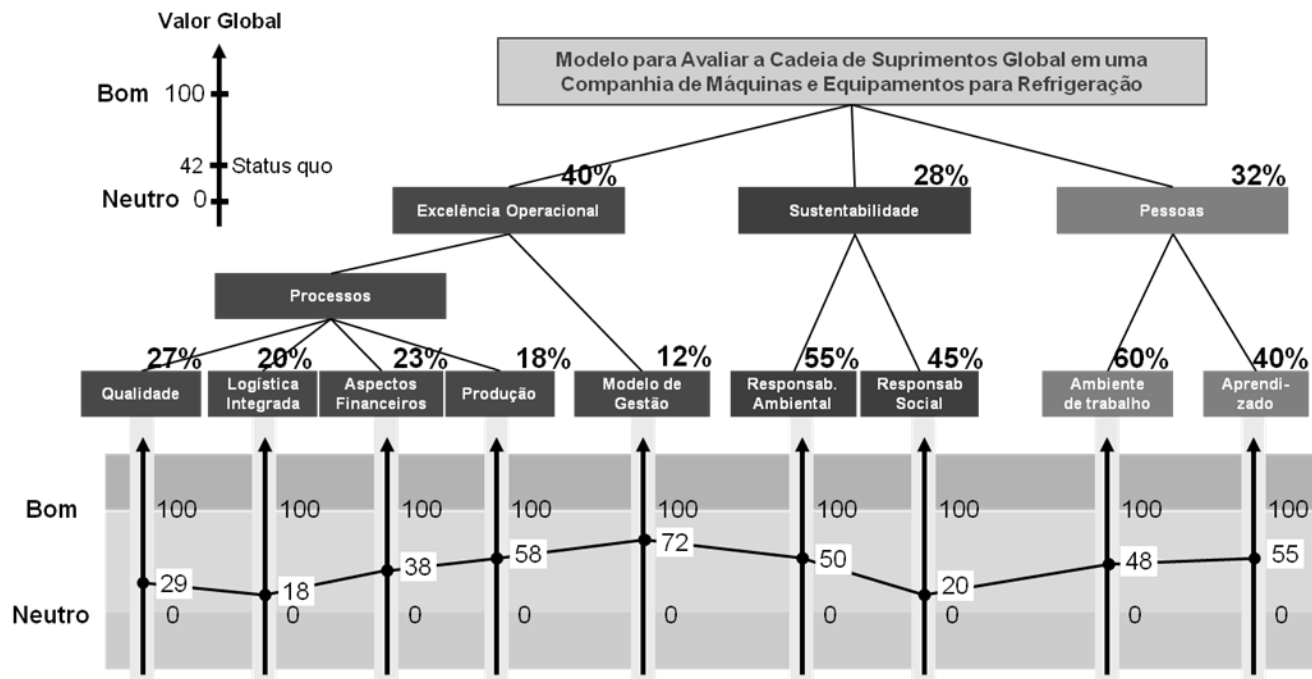 Valor Global
Modelo para Avaliar a Cadeia de Suprimentos Global em uma
Companhia de Máquinas e Equipamentos para Refrigeração
Bom 100
42 Status quo
Neutro 0
40%
28%
32%
Excelência Operacional
Sustentabilidade
Pessoas
Processos
27%
20%
23%
18%
12%
55%
45%
60%
40%
Qualidade
Logística
Integrada
Aspectos
Financeiros
Produção
Modelo de
Gestão
Responsab.
Ambiental
Responsab
Social
Ambiente
de trabalho
Aprendi-
zado
Bom 100 100 100 100 100 100 100 100 100
29 18 38 58 72 50 20 48 55
Neutro 0 0 0 0 0 0 0 0 0